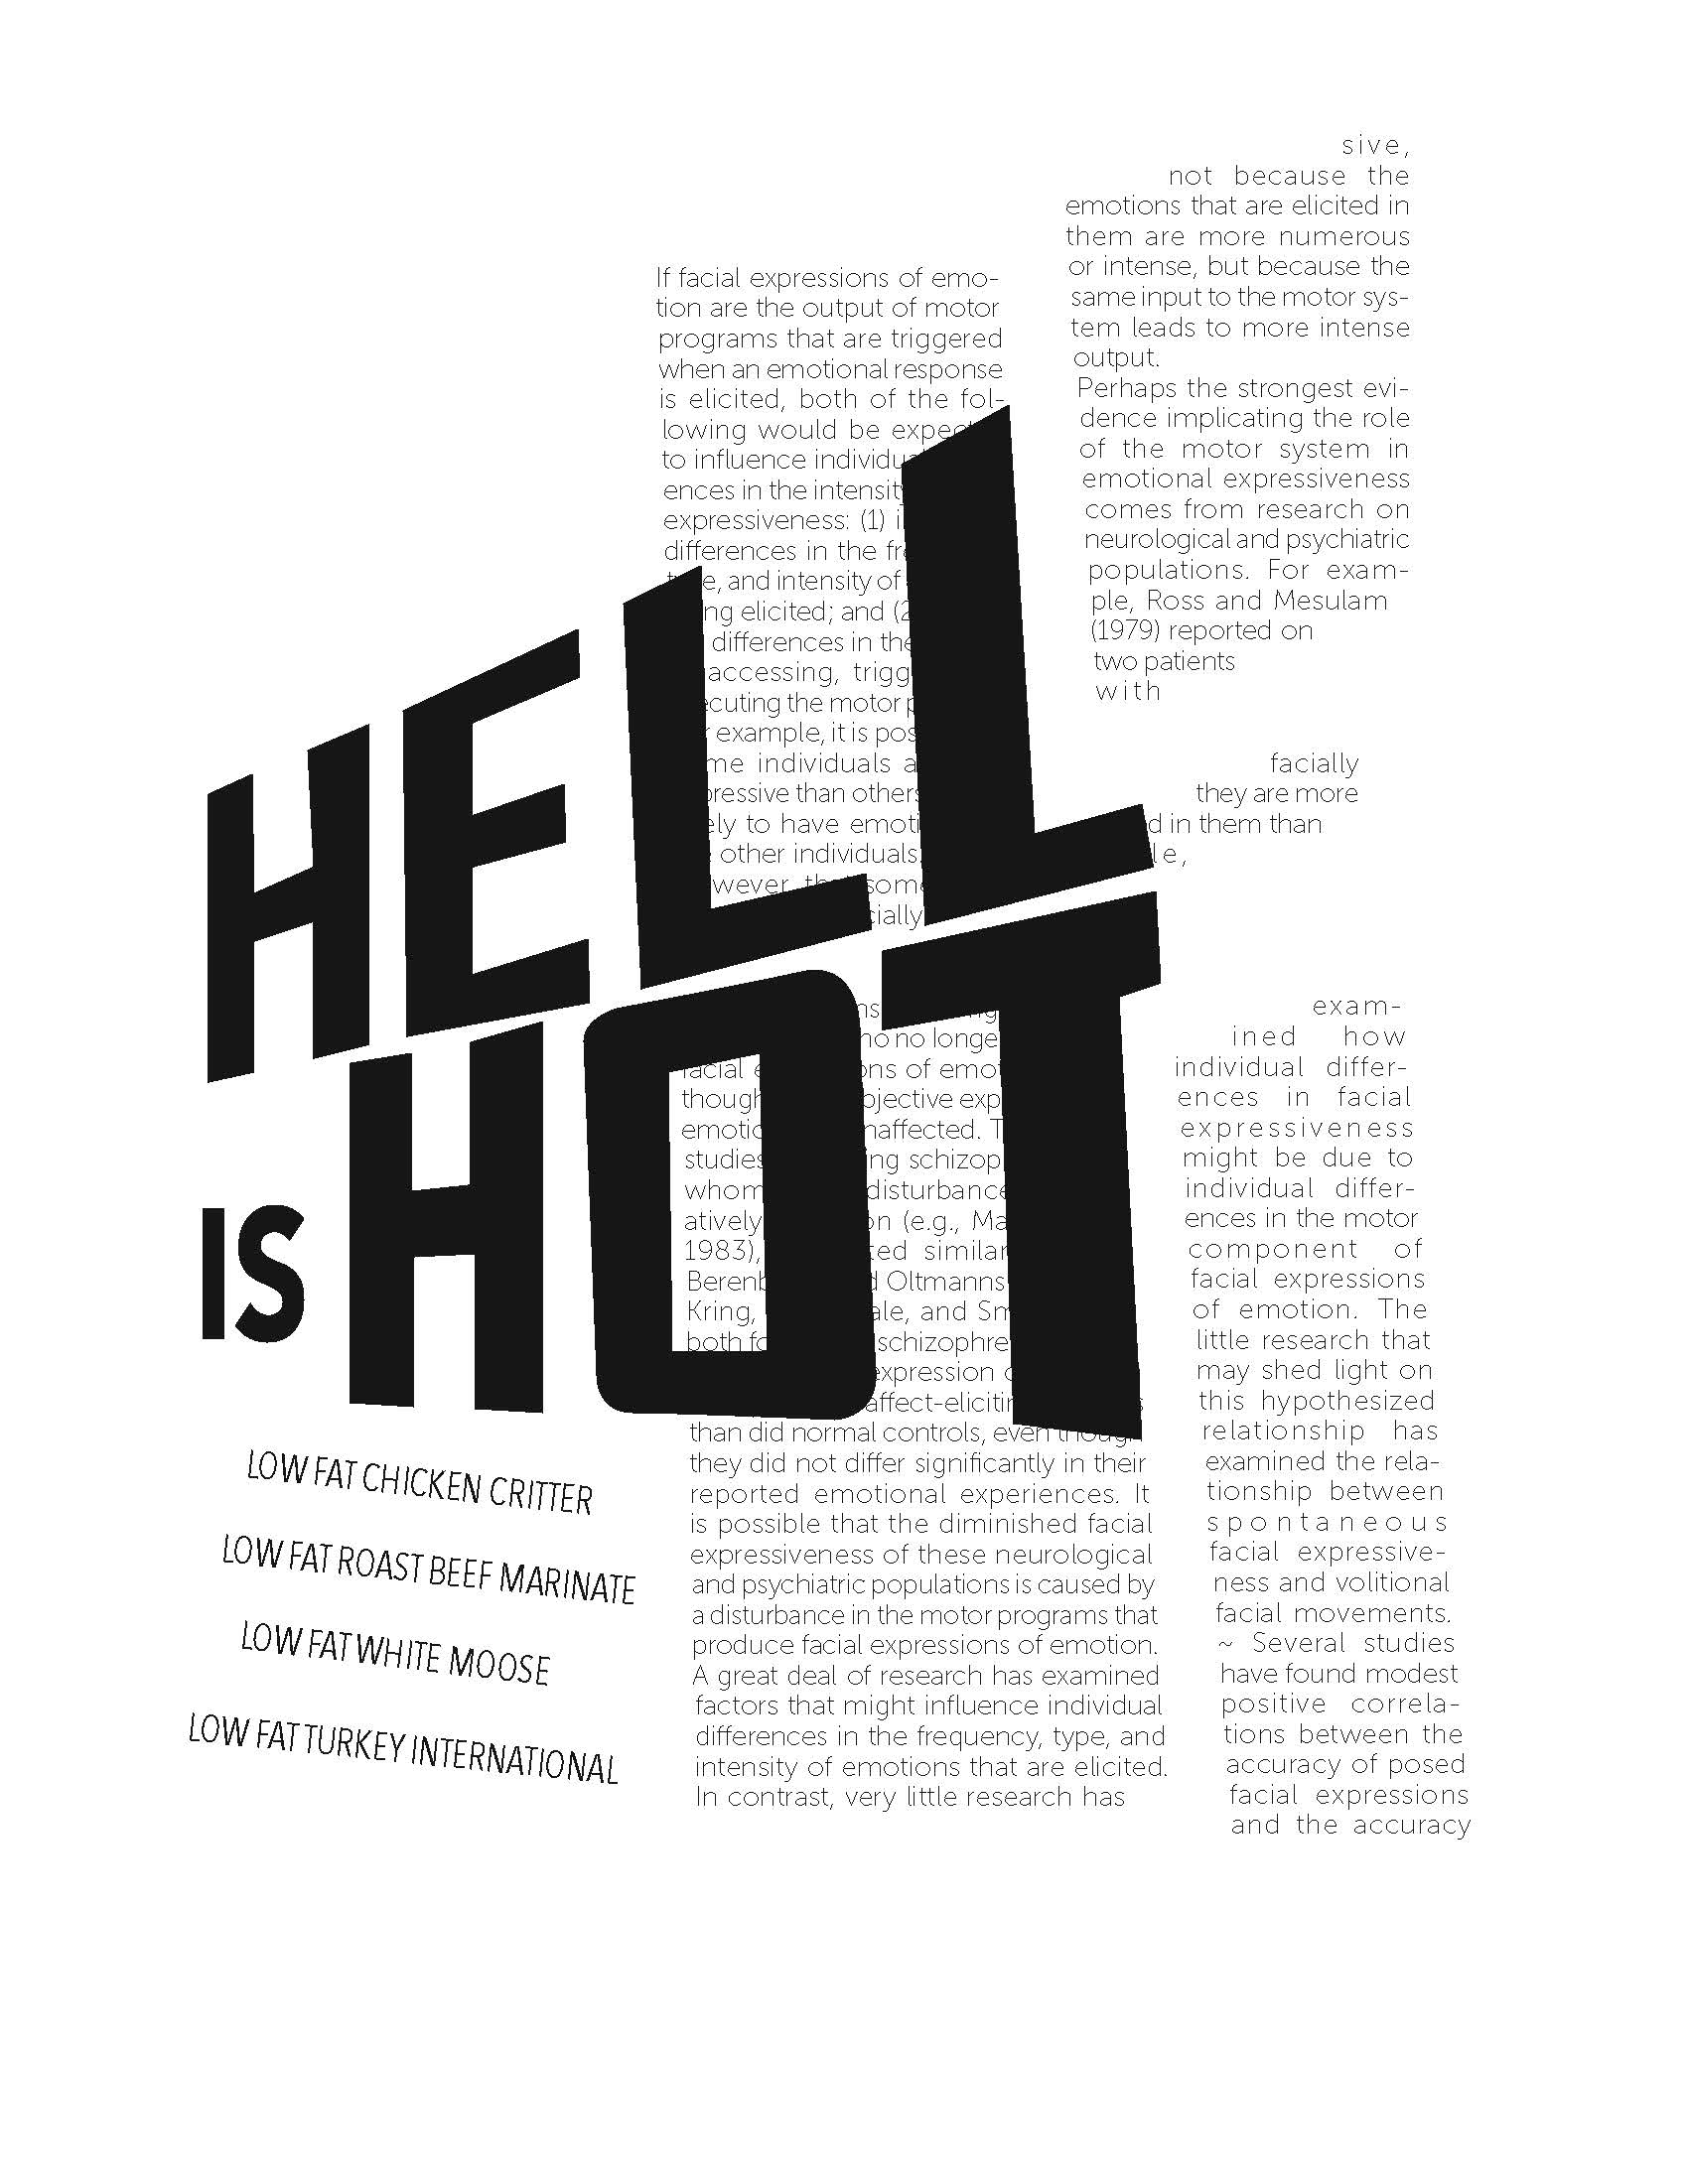 HELL
IS HOT
LOW FAT CHICKEN CRITTER
LOW FAT ROAST BEEF MARINATE
LOW FAT WHITE MOOSE
LOW FAT TURKEY INTERNATIONAL
If facial expressions of emo-
tion are the output of motor
programs that are triggered
when an emotional response
is elicited, both of the fol-
lowing would be
to influence
ences in the
expressiveness: (1)
differences in the
and intensity of
elicited; and
differences in the
accessing,
the motor
example, it is
individuals
than others
to have
other individuals.
some
sive,
not because the
emotions that are elicited in
them are more numerous
or intense, but because the
same input to the motor sys-
tem leads to more intense
output.
Perhaps the strongest evi-
dence implicating the role
of the motor system in
emotional expressiveness
comes from research on
neurological and psychiatric
populations. For exam-
ple, Ross and Mesulam
(1979) reported on
two patients
with
facially
they are more
in them than
no
facial of
emotion
studies
whom
(e.g.,
1983), similar
Oltmanns
Kring, and
both
expression
than did normal controls, even though
they did not differ significantly in their
reported emotional experiences. It
is possible that the diminished facial
expressiveness of these neurological
and psychiatric populations is caused by
a disturbance in the motor programs that
produce facial expressions of emotion.
A great deal of research has examined
factors that might influence individual
differences in the frequency, type, and
intensity of emotions that are elicited.
In contrast, very little research has
exam-
ined how
individual differ-
ences in facial
expressiveness
might be due to
individual differ-
ences in the motor
component of
facial expressions
of emotion. The
little research that
may shed light on
this hypothesized
relationship has
examined the rela-
tionship between
spontaneous
facial expressive-
ness and volitional
facial movements.
~ Several studies
have found modest
positive correla-
tions between the
accuracy of posed
facial expressions
and the accuracy